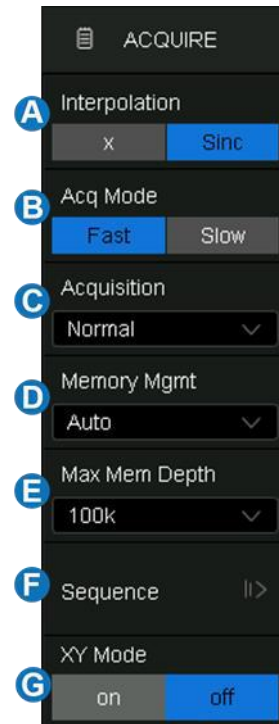 ACQUIRE
A
Interpolation
x
Sinc
B
Acq Mode
Fast
Slow
C
Acquisition
Normal
D
Memory Mgmt
Auto
E
Max Mem Depth
100k
F
Sequence
G
XY Mode
on
off